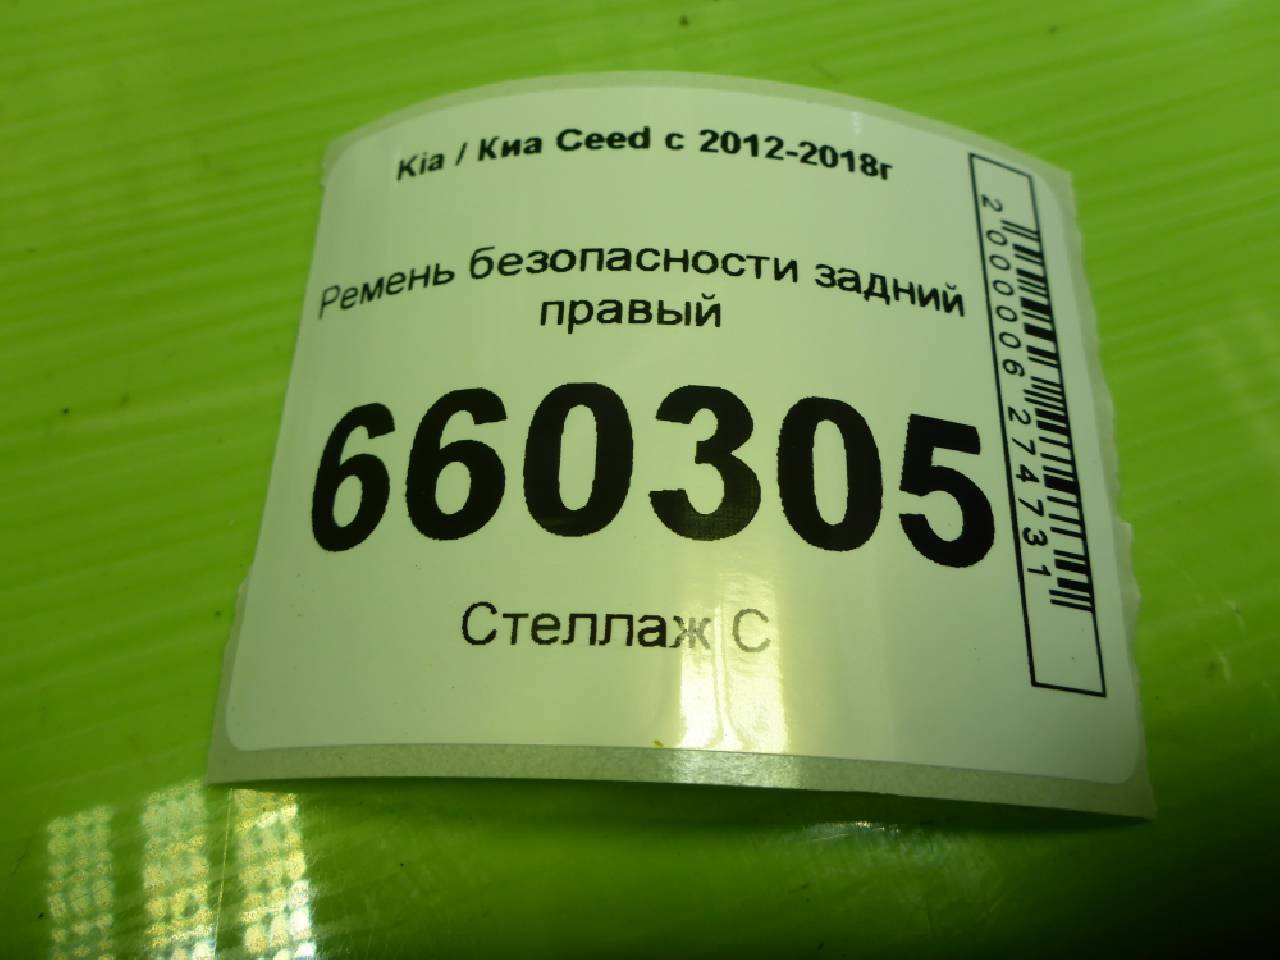 Kia / Киа Ceed с 2012-2018г
Ремень безопасности задний
правый
660305
Стеллаж С
2000006274731